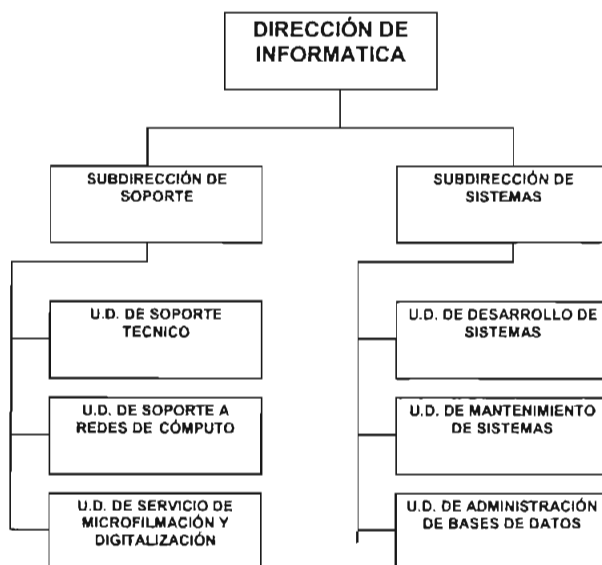 DIRECCIÓN DE
INFORMATICA
SUBDIRECCIÓN DE
SOPORTE
SUBDIRECCIÓN DE
SISTEMAS
U.D. DE SOPORTE
TECNICO
U.D. DE SOPORTE A
REDES DE CÓMPUTO
U.D. DE SERVICIO DE
MICROFILMACIÓN Y
DIGITALIZACIÓN
U.D. DE DESARROLLO DE
SISTEMAS
U.D. DE MANTENIMIENTO
DE SISTEMAS
U.D. DE ADMINISTRACIÓN
DE BASES DE DATOS